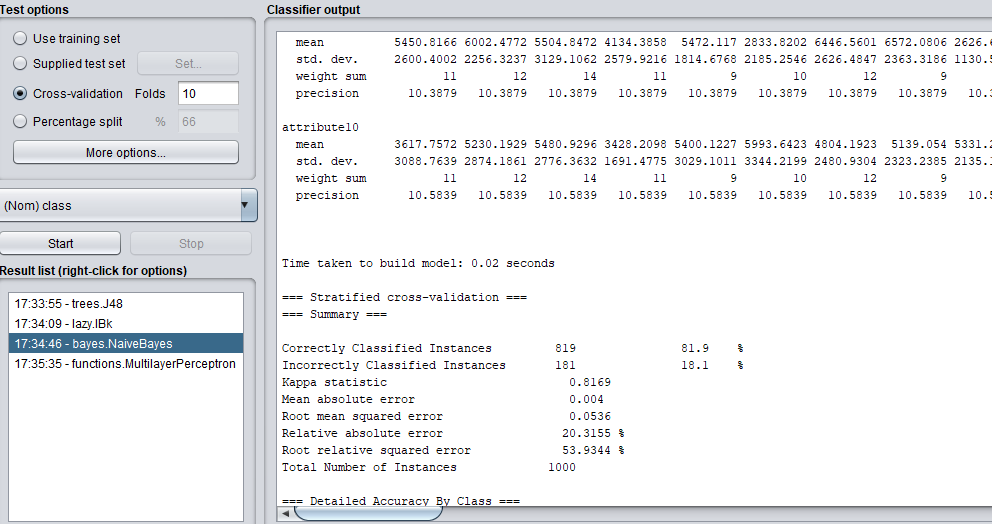 Test options
Use training set
Supplied test set Set...
Cross-validation Folds 10
Percentage split % 66
More options...
(Nom) class
Start Stop
Result list (right-click for options)
17:33:55 - trees.J48
17:34:09 - lazy.IBk
17:34:46 - bayes.NaiveBayes
17:35:35 - functions.MultilayerPerceptron
Classifier output
mean 5450.8166 6002.4772 5504.8472 4134.3858 5472.117 2833.8202 6446.5601 6572.0806 2626.6
std. dev. 2600.4002 2256.3237 3129.1062 2579.9216 1814.6768 2185.2546 2626.4847 2363.3186 1130.5
weight sum 11 12 14 11 9 10 12 9
precision 10.3879 10.3879 10.3879 10.3879 10.3879 10.3879 10.3879 10.3879 10.3
attribute10
mean 3617.7572 5230.1929 5480.9296 3428.2098 5400.1227 5993.6423 4804.1923 5139.054 5331.2
std. dev. 3088.7639 2874.1861 2776.3632 1691.4775 3029.1011 3344.2199 2480.9304 2323.2385 2135.1
weight sum 11 12 14 11 9 10 12 9
precision 10.5839 10.5839 10.5839 10.5839 10.5839 10.5839 10.5839 10.5839 10.5
Time taken to build model: 0.02 seconds
=== Stratified cross-validation ===
=== Summary ===
Correctly Classified Instances 819 81.9 %
Incorrectly Classified Instances 181 18.1 %
Kappa statistic 0.8169
Mean absolute error 0.004
Root mean squared error 0.0536
Relative absolute error 20.3155 %
Root relative squared error 53.9344 %
Total Number of Instances 1000
=== Detailed Accuracy By Class ===